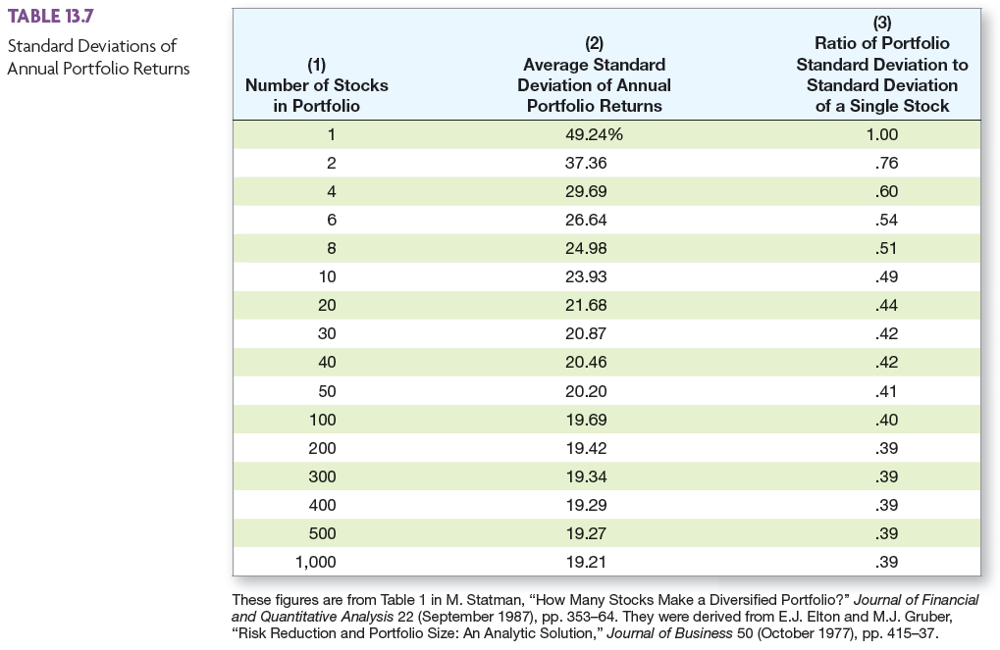 TABLE 13.7
Standard Deviations of
Annual Portfolio Returns
(1)
Number of Stocks
in Portfolio
(2)
Average Standard
Deviation of Annual
Portfolio Returns
(3)
Ratio of Portfolio
Standard Deviation to
Standard Deviation
of a Single Stock
1 49.24% 1.00
2 37.36 .76
4 29.69 .60
6 26.64 .54
8 24.98 .51
10 23.93 .49
20 21.68 .44
30 20.87 .42
40 20.46 .42
50 20.20 .41
100 19.69 .40
200 19.42 .39
300 19.34 .39
400 19.29 .39
500 19.27 .39
1,000 19.21 .39
These figures are from Table 1 in M. Statman, “How Many Stocks Make a Diversified Portfolio?” Journal of Financial
and Quantitative Analysis 22 (September 1987), pp. 353–64. They were derived from E.J. Elton and M.J. Gruber,
“Risk Reduction and Portfolio Size: An Analytic Solution,” Journal of Business 50 (October 1977), pp. 415–37.